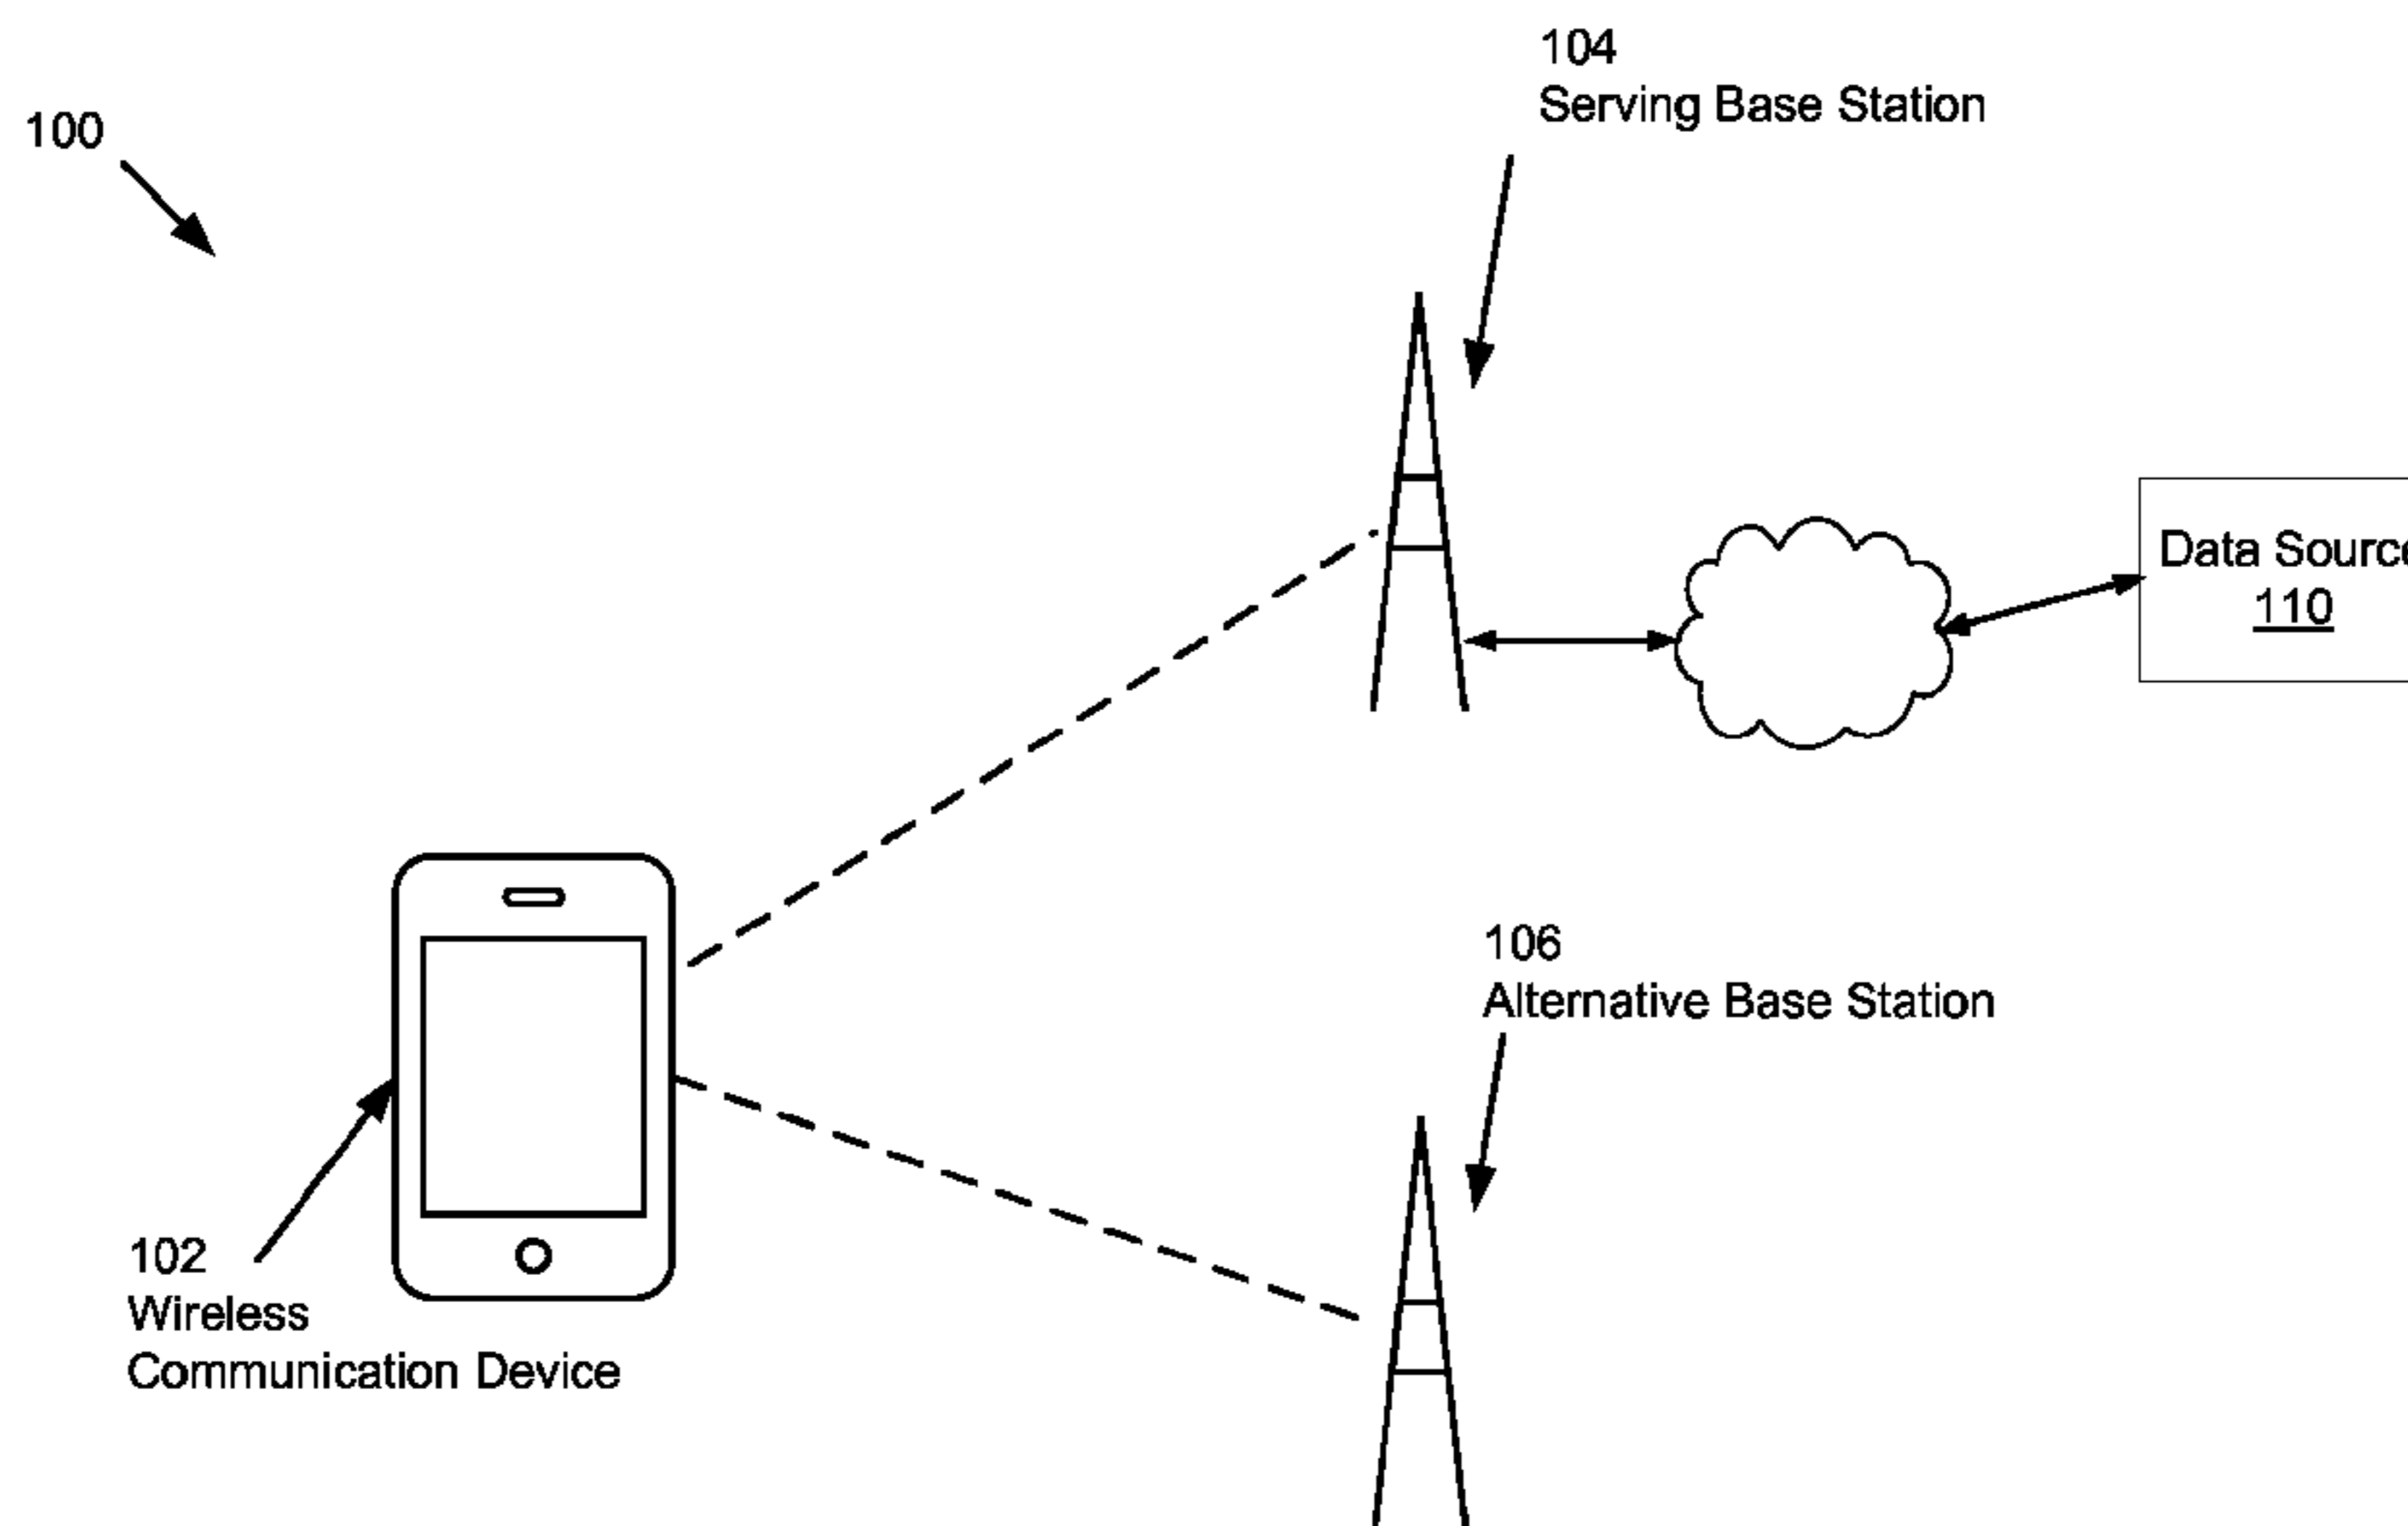 104
Serving Base Station
100
Data Source
110
106
Alternative Base Station
102
Wireless
Communication Device